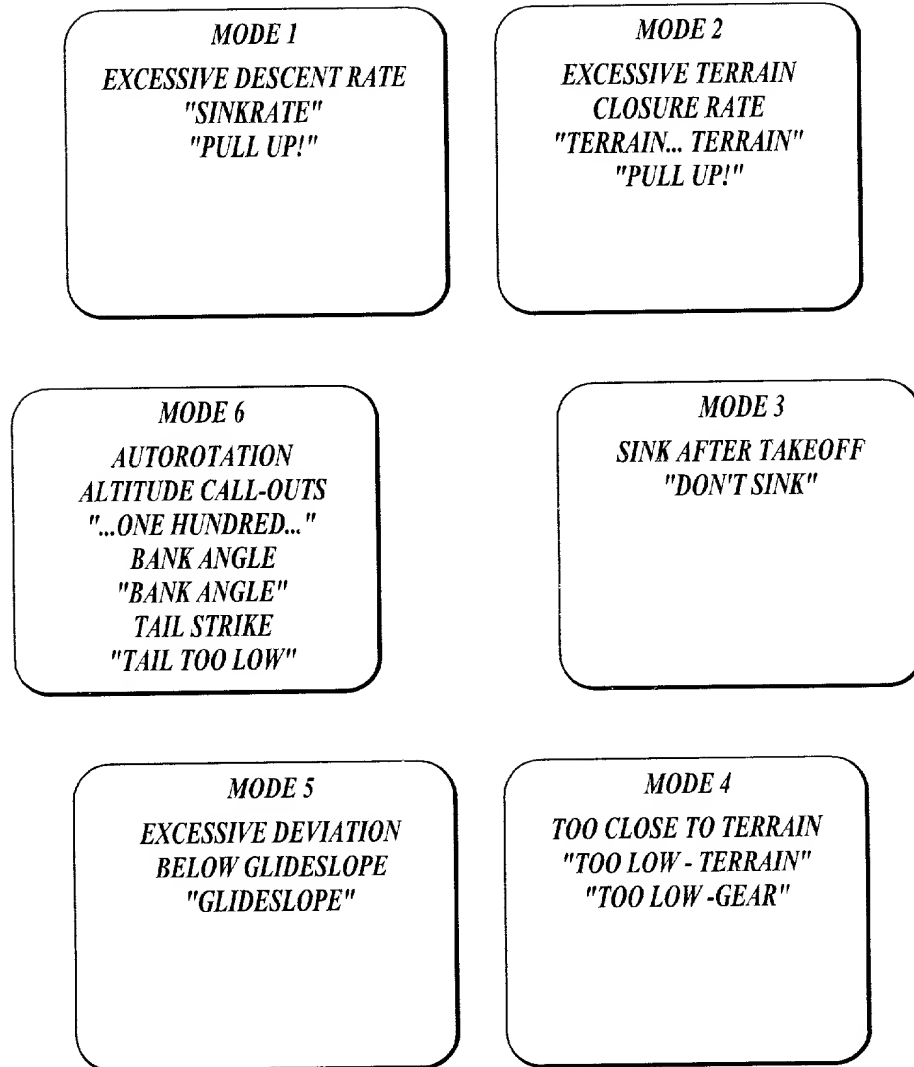 MODE 1
EXCESSIVE DESCENT RATE
"SINKRATE"
"PULL UP!"
MODE 2
EXCESSIVE TERRAIN
CLOSURE RATE
"TERRAIN... TERRAIN"
"PULL UP!"
MODE 6
AUTOROTATION
ALTITUDE CALL-OUTS
"...ONE HUNDRED..."
BANK ANGLE
"BANK ANGLE"
TAIL STRIKE
"TAIL TOO LOW"
MODE 3
SINK AFTER TAKEOFF
"DON'T SINK"
MODE 5
EXCESSIVE DEVIATION
BELOW GLIDESLOPE
"GLIDESLOPE"
MODE 4
TOO CLOSE TO TERRAIN
"TOO LOW - TERRAIN"
"TOO LOW -GEAR"